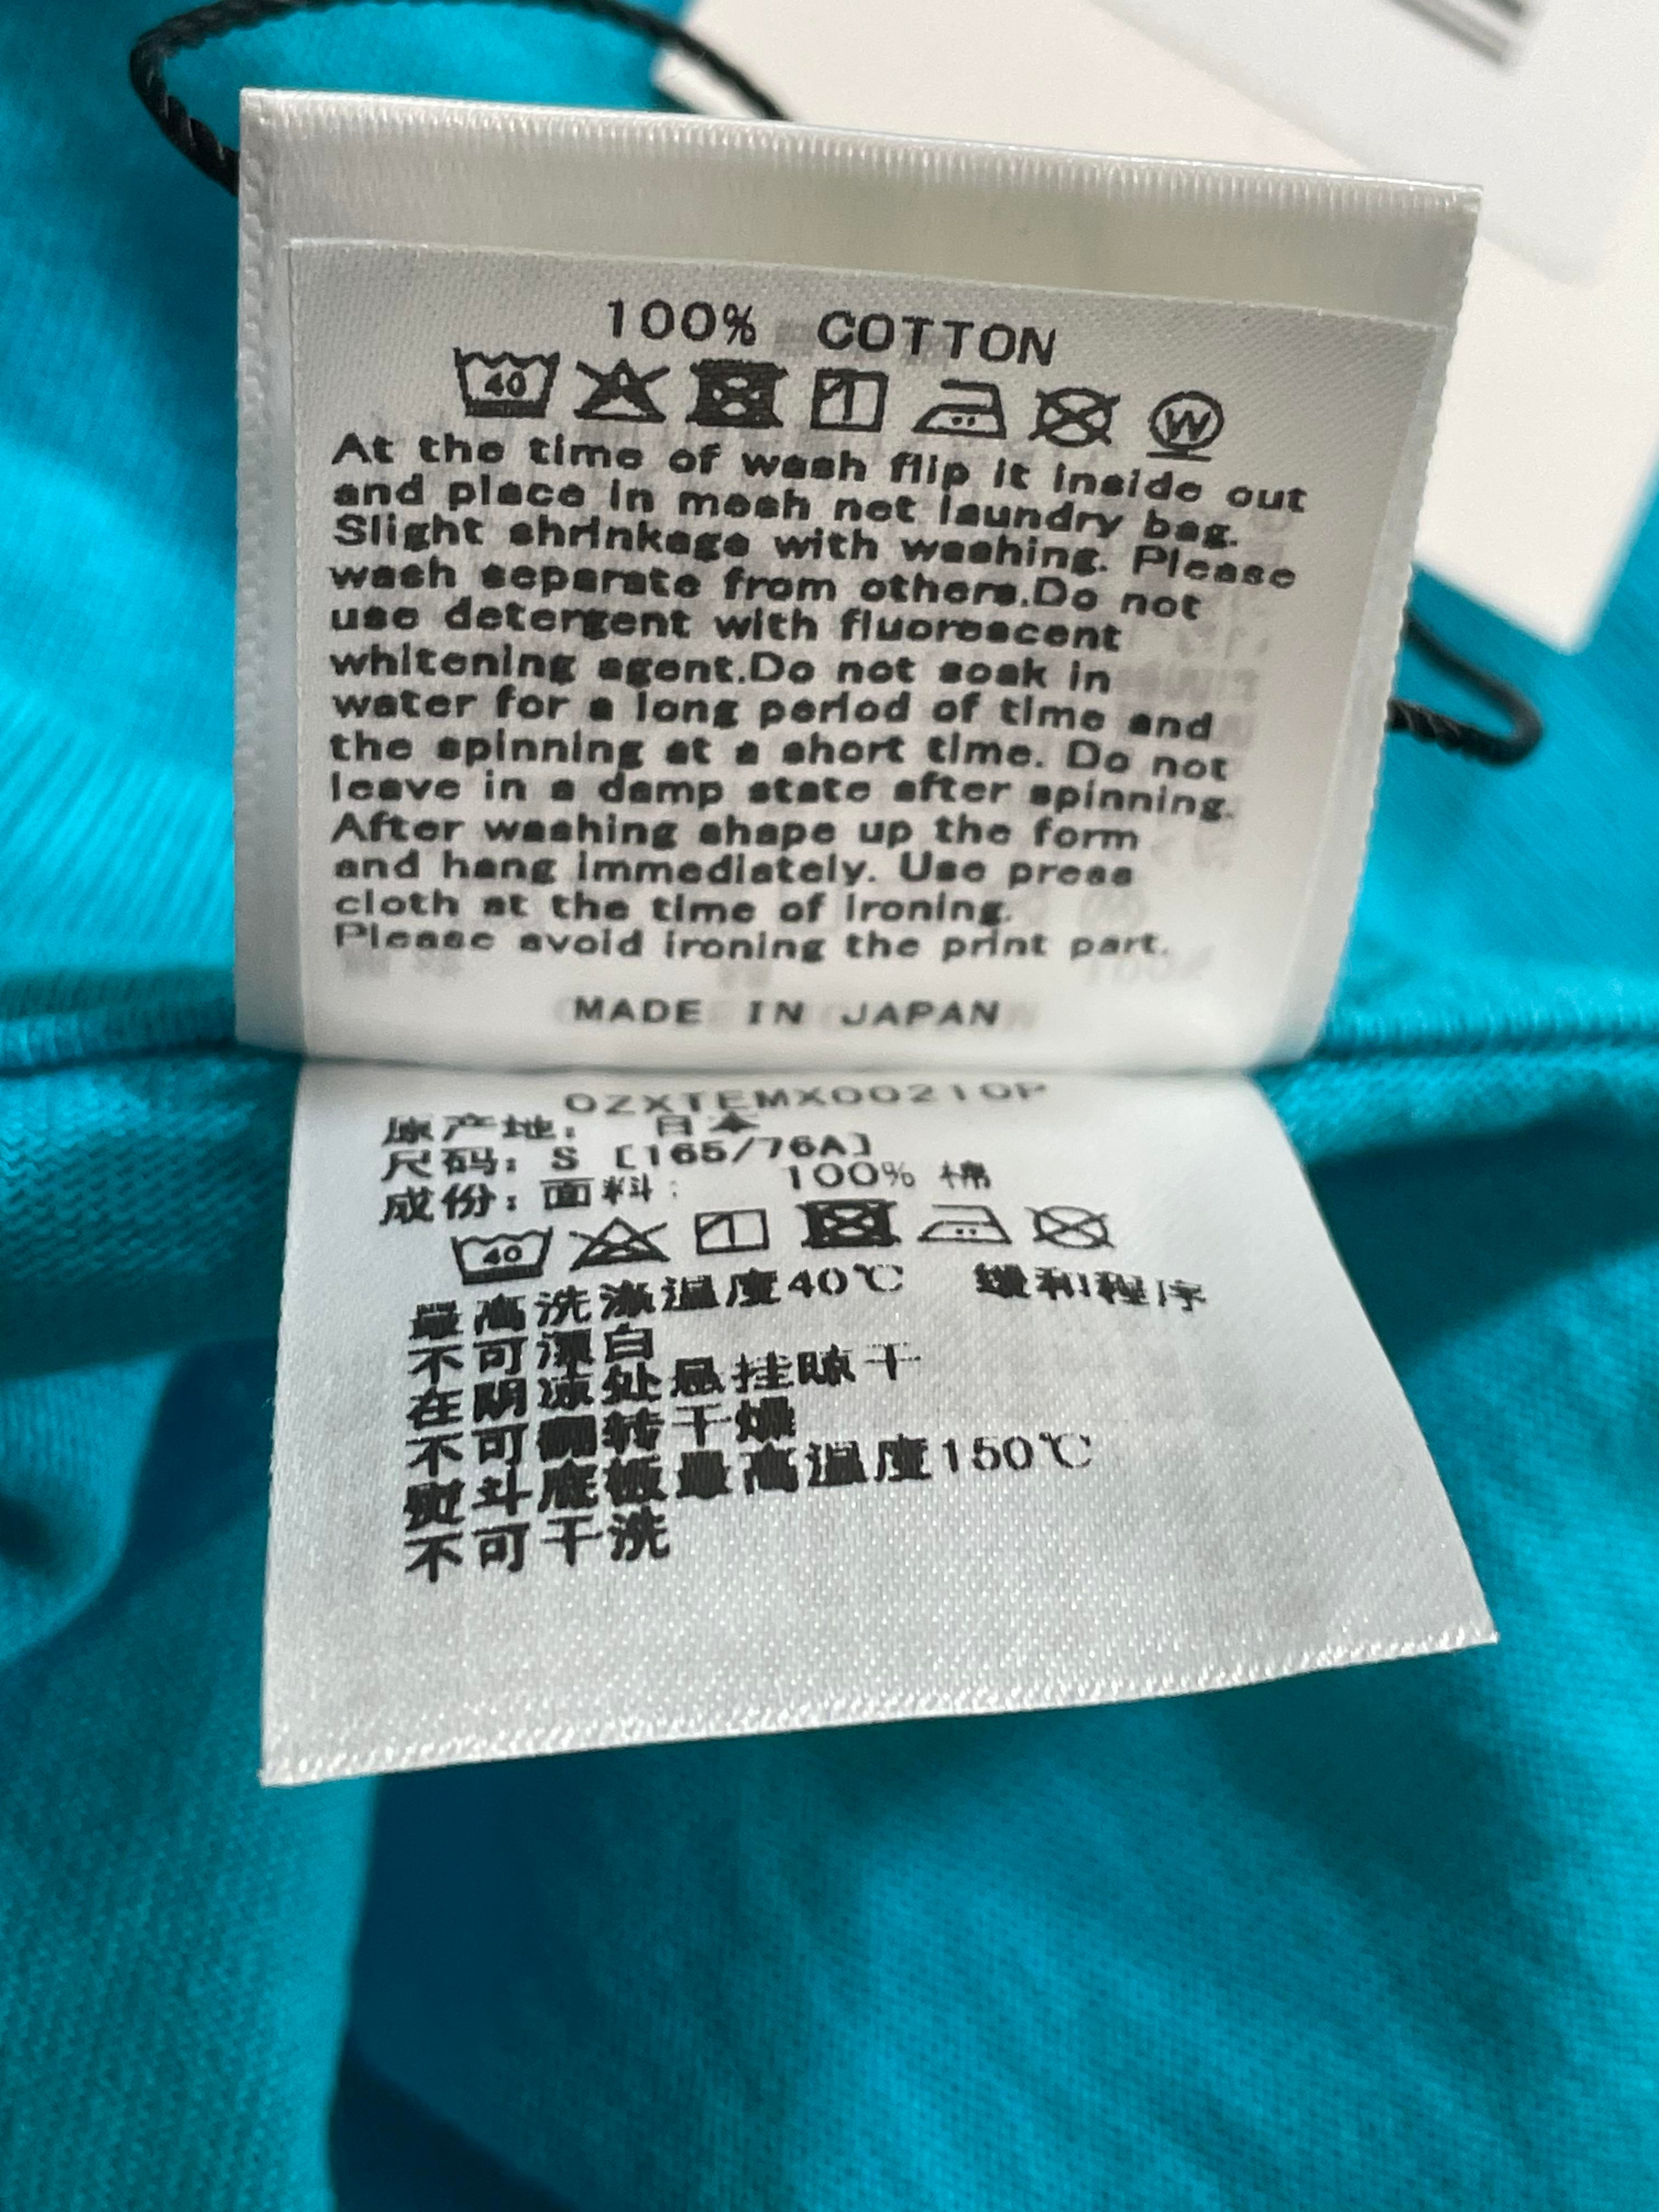 100% COTTON
40 W
At the time of wash flip it inside out
and place in mesh net laundry bag.
Slight shrinkage with washing. Please
wash separate from others.Do not
use detergent with fluorescent
whitening agent.Do not soak in
water for a long period of time and
the spinning at a short time. Do not
leave in a damp state after spinning.
After washing shape up the form
and hang immediately. Use press
cloth at the time of ironing.
Please avoid ironing the print part.
MADE IN JAPAN
OZXTEMX00210P
原产地: 日本
尺码: S [165/76A]
成份: 面料: 100% 棉
40
最高洗涤温度40℃ 缓和程序
不可漂白
在阴凉处悬挂晾干
不可翻转干燥
熨斗底板最高温度150℃
不可干洗